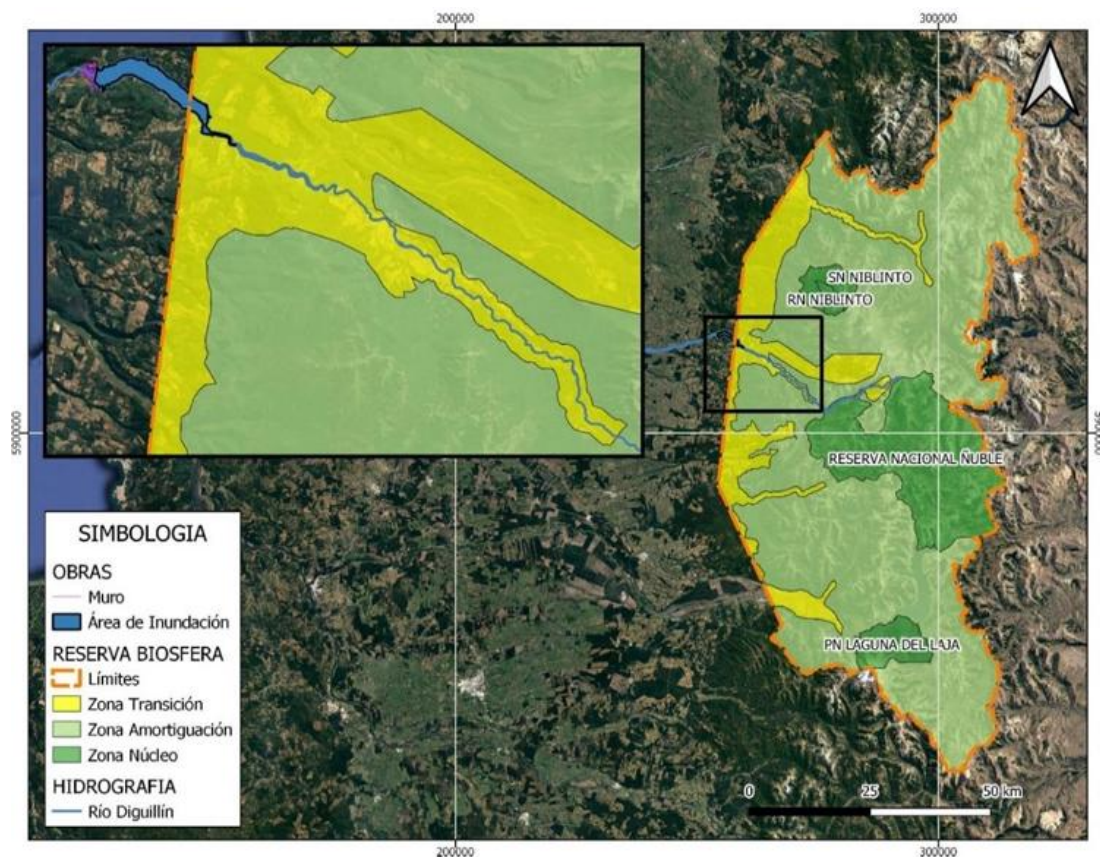 200000
300000
SN NIBLINTO
RN NIBLINTO
5900000
5900000
RESERVA NACIONAL ÑUBLE
SIMBOLOGIA
OBRAS
Muro
Área de Inundación
RESERVA BIOSFERA
Límites
Zona Transición
Zona Amortiguación
Zona Núcleo
HIDROGRAFIA
Río Diguillín
PN LAGUNA DEL LAJA
0 25 50 km
200000
300000